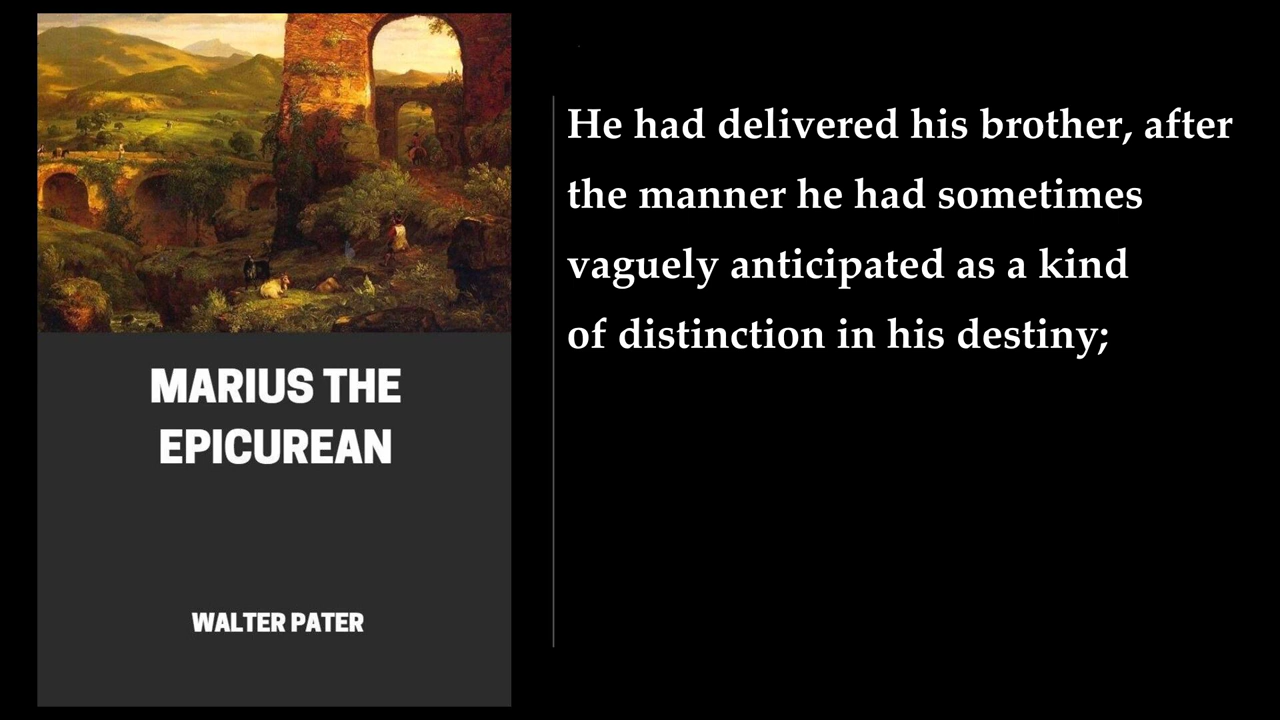 MARIUS THE
EPICUREAN
WALTER PATER
He had delivered his brother, after
the manner he had sometimes
vaguely anticipated as a kind
of distinction in his destiny;